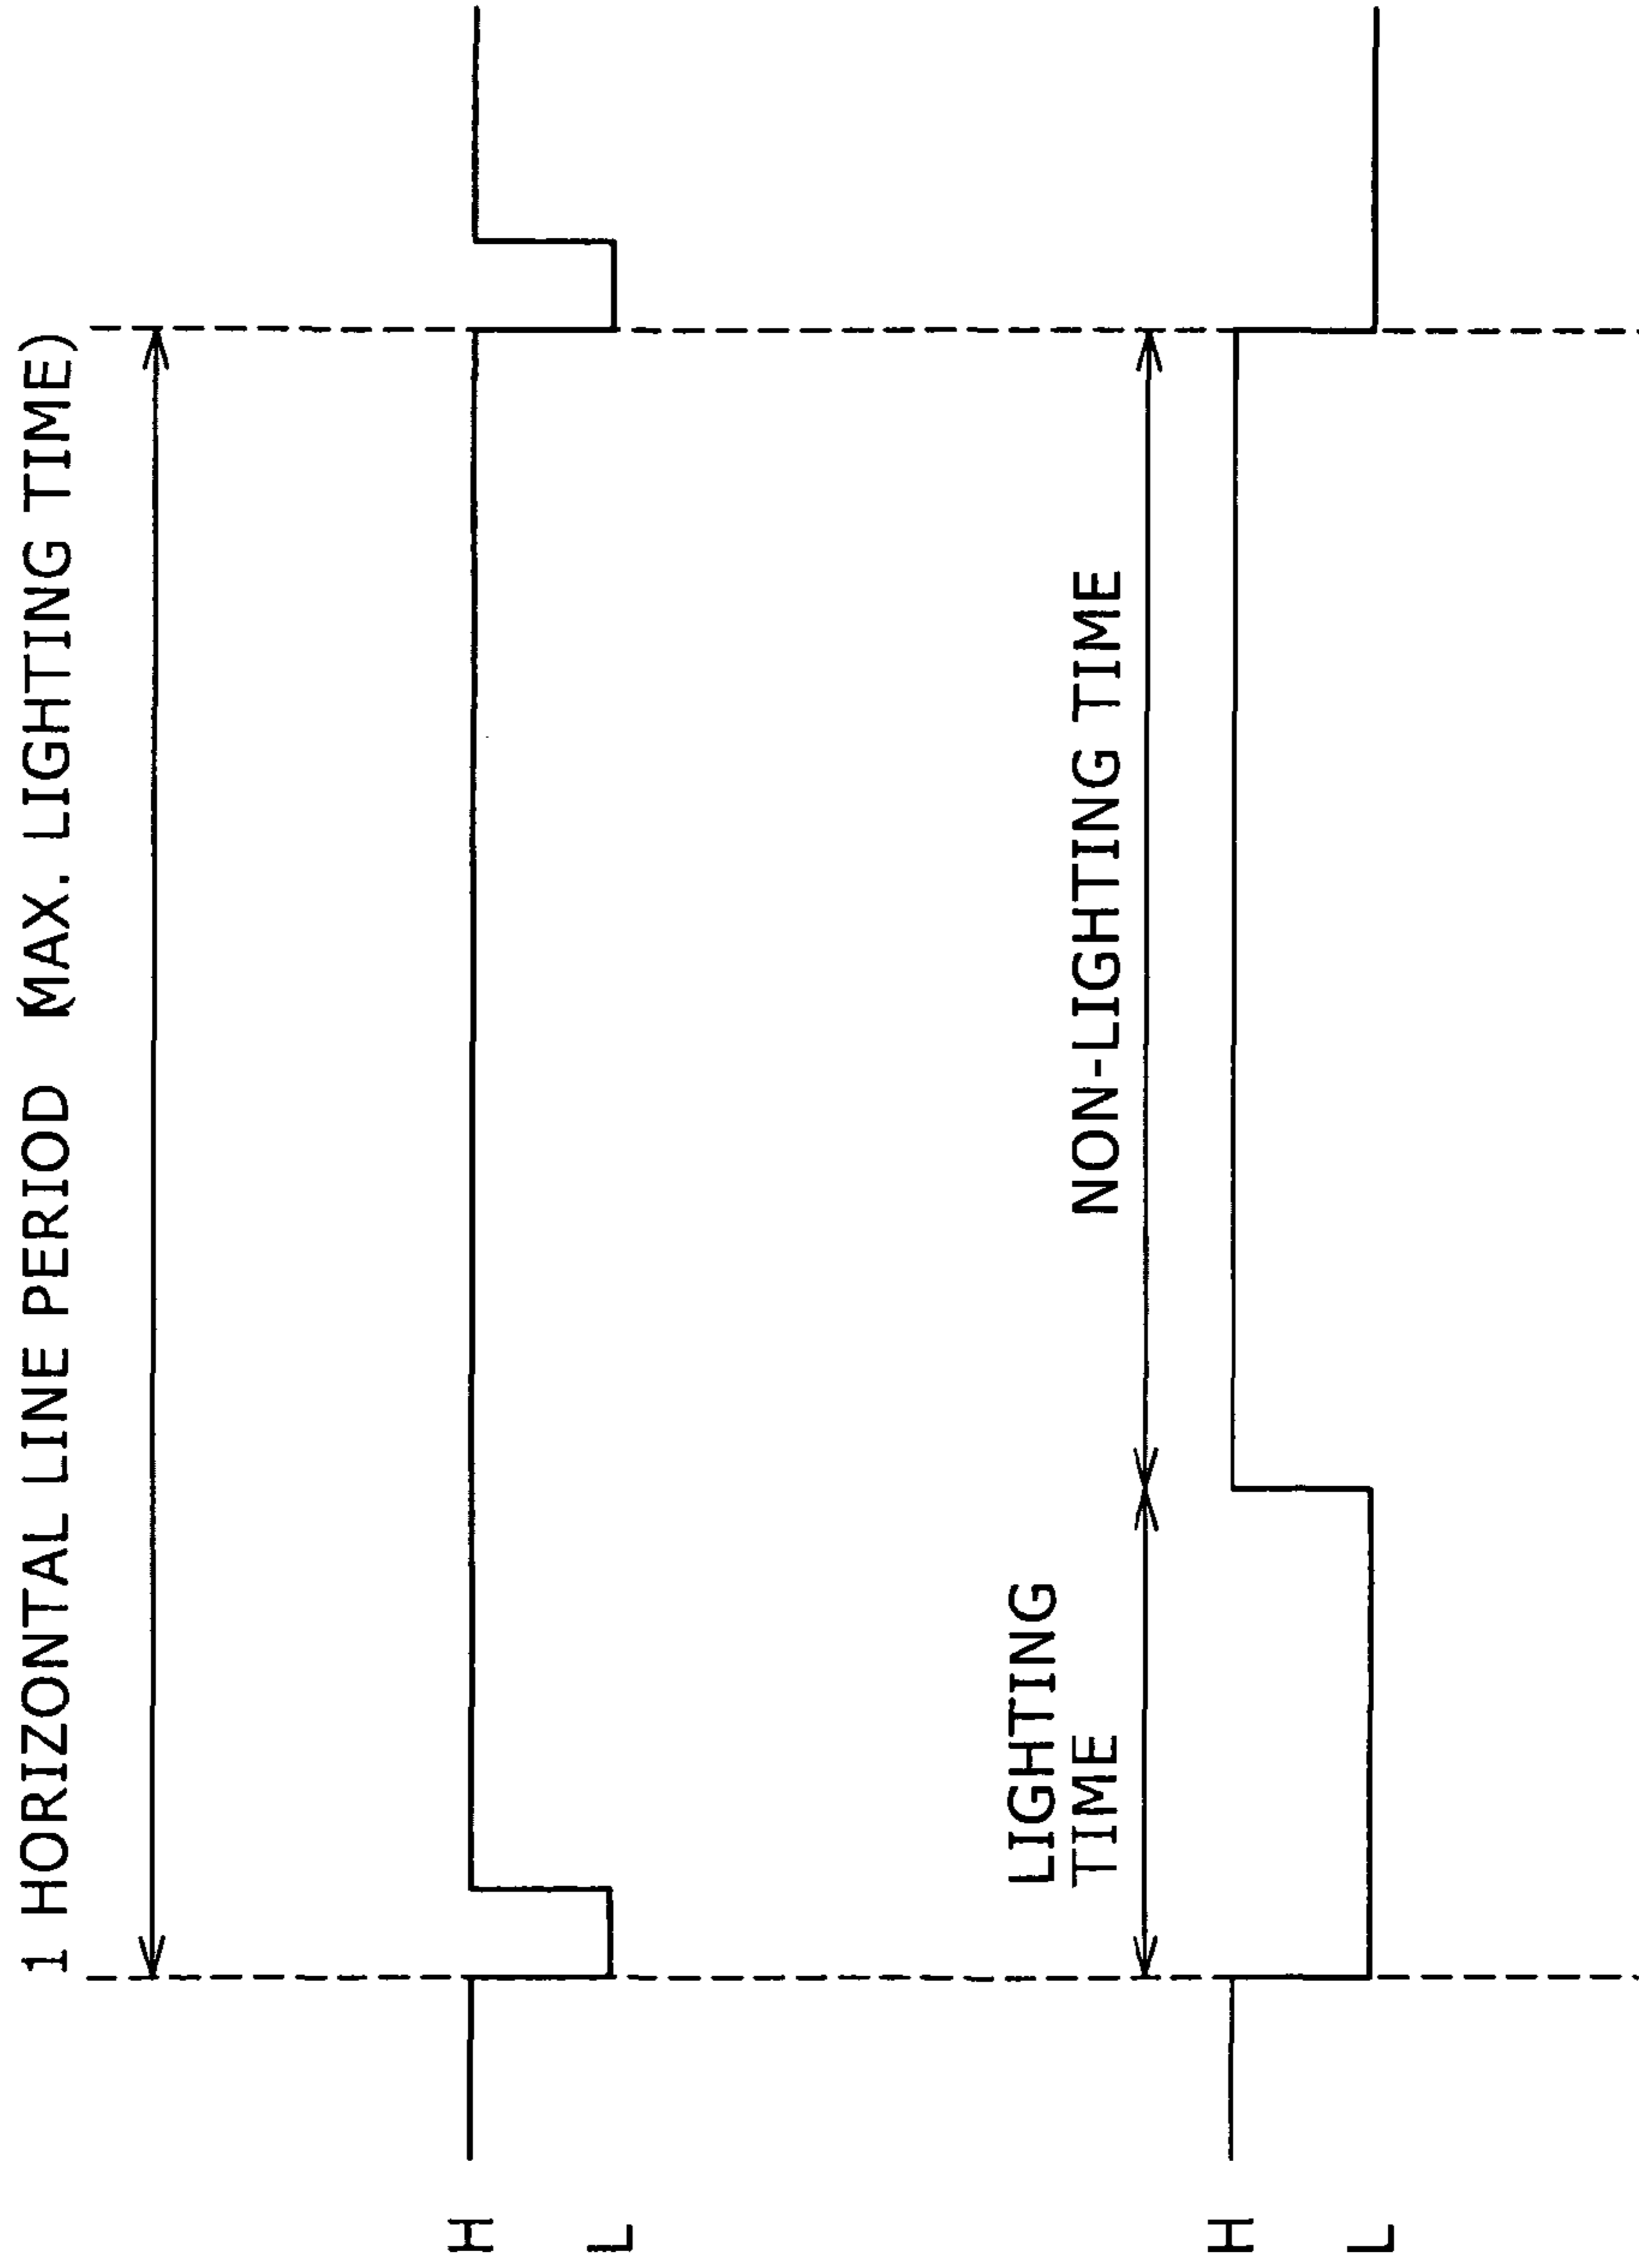 1 HORIZONTAL LINE PERIOD (MAX. LIGHTING TIME)
H
L
LIGHTING
TIME
NON-LIGHTING TIME
H
L